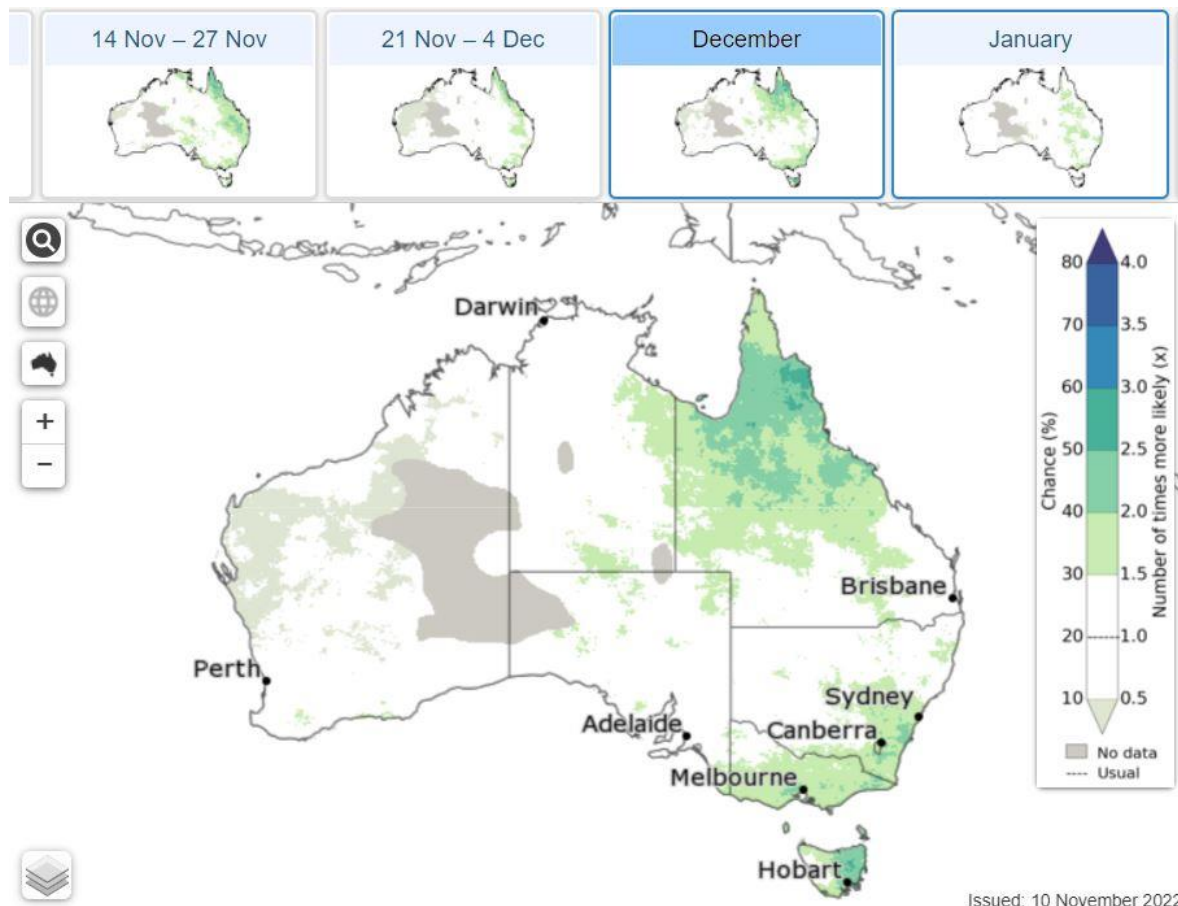 14 Nov – 27 Nov
21 Nov – 4 Dec
December
January
Darwin
Brisbane
Perth
Sydney
Adelaide
Canberra
Melbourne
Hobart
+
−
80 4.0
70 3.5
60 3.0
50 2.5
40 2.0
30 1.5
20 1.0
10 0.5
Chance (%)
Number of times more likely (x)
No data
---- Usual
Issued: 10 November 2022